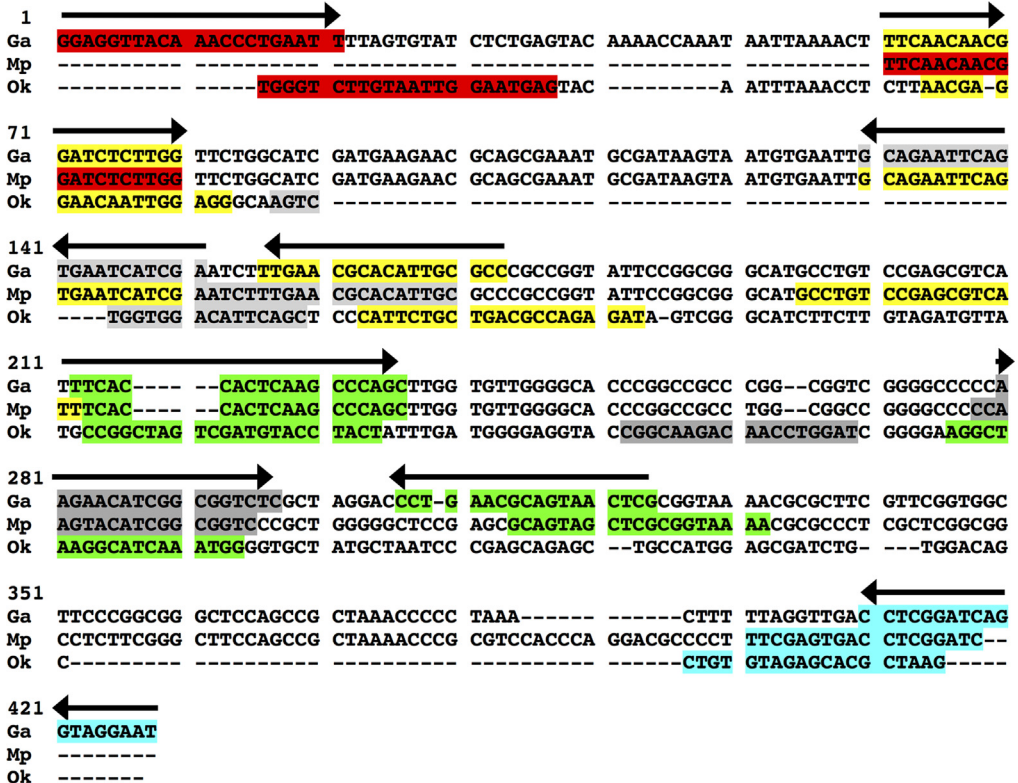 1
Ga GGAGGTTACA AACCCTGAAT TTTAGTGTAT CTCTGAGTAC AAAACCAAAT AATTAAAACT TTCAACAACG
Mp ---------- ---------- ---------- ---------- ---------- ---------- TTCAACAACG
Ok ---------- -----TGGGT CTTGTAATTG GAATGAGTAC ---------A ATTTAAACCT CTTAACGA-G
71
Ga GATCTCTTGG TTCTGGCATC GATGAAGAAC GCAGCGAAAT GCGATAAGTA ATGTGAATTG CAGAATTCAG
Mp GATCTCTTGG TTCTGGCATC GATGAAGAAC GCAGCGAAAT GCGATAAGTA ATGTGAATTG CAGAATTCAG
Ok GAACAATTGG AGGGCAAGTC ---------- ---------- ---------- ---------- ----------
141
Ga TGAATCATCG AATCTTTGAA CGCACATTGC GCCCGCCGGT ATTCCGGCGG GCATGCCTGT CCGAGCGTCA
Mp TGAATCATCG AATCTTTGAA CGCACATTGC GCCCGCCGGT ATTCCGGCGG GCATGCCTGT CCGAGCGTCA
Ok ----TGGTGG ACATTCAGCT CCCATTCTGC TGACGCCAGA GATA-GTCGG GCATCTTCTT GTAGATGTTA
211
Ga TTTCAC---- --CACTCAAG CCCAGCTTGG TGTTGGGGCA CCCGGCCGCC CGG--CGGTC GGGGCCCCCA
Mp TTTCAC---- --CACTCAAG CCCAGCTTGG TGTTGGGGCA CCCGGCCGCC TGG--CGGCC GGGGCCCCCA
Ok TGCCGGCTAG TCGATGTACC TACTATTTGA TGGGGAGGTA CCGGCAAGAC AACCTGGATC GGGGAAGGCT
281
Ga AGAACATCGG CGGTCTCGCT AGGACCCT-G AACGCAGTAA CTCGCGGTAA AACGCGCTTC GTTCGGTGGC
Mp AGTACATCGG CGGTCCCGCT GGGGGCTCCG AGCGCAGTAG CTCGCGGTAA AACGCGCCCT CGCTCGGCGG
Ok AAGGCATCAA ATGGGGTGCT ATGCTAATCC CGAGCAGAGC --TGCCATGG AGCGATCTG- ---TGGACAG
351
Ga TTCCCGGCGG GCTCCAGCCG CTAAACCCCC TAAA------ ------CTTT TTAGGTTGAC CTCGGATCAG
Mp CCTCTTCGGG CTTCCAGCCG CTAAAACCCG CGTCCACCCA GGACGCCCCT TTCGAGTGAC CTCGGATC--
Ok C--------- ---------- ---------- ---------- ------CTGT GTAGAGCACG CTAAG-----
421
Ga GTAGGAAT
Mp --------
Ok -------